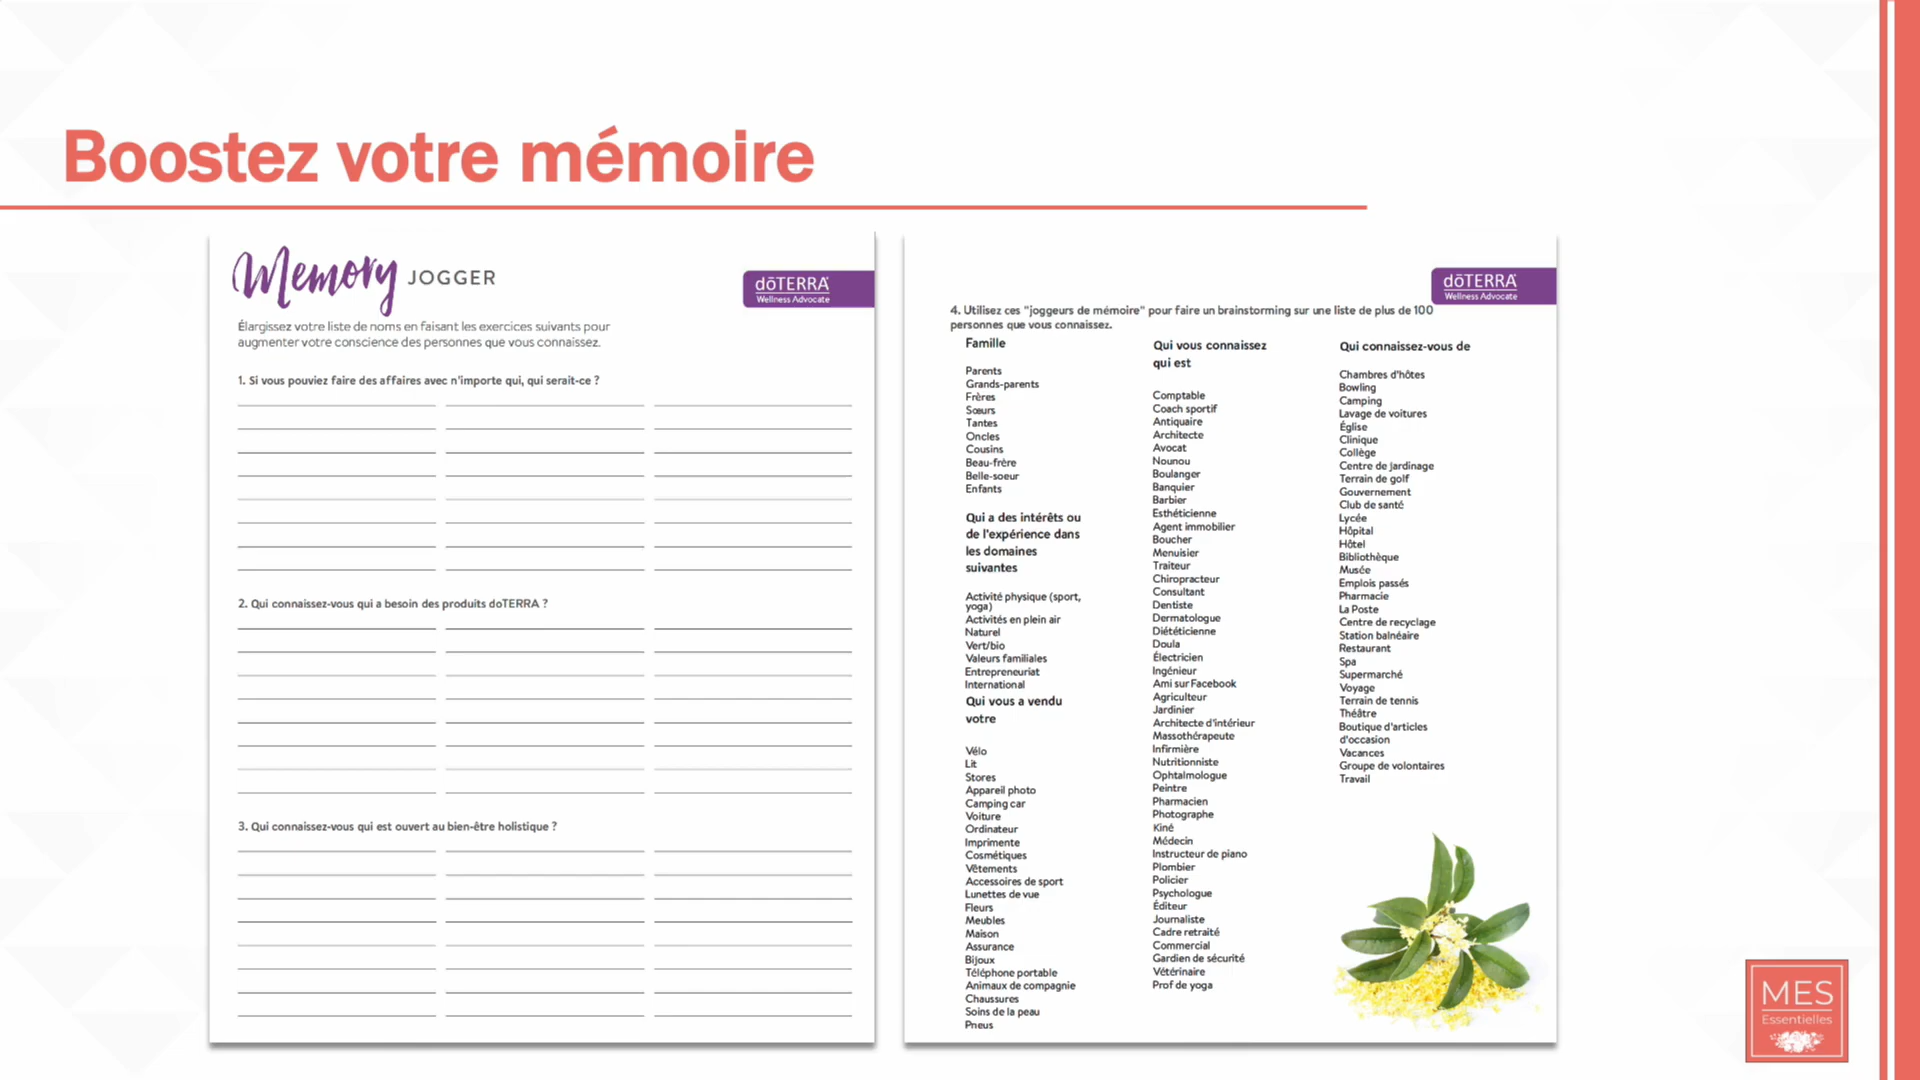 Boostez votre mémoire
Memory JOGGER
dōTERRA
Wellness Advocate
Élargissez votre liste de noms en faisant les exercices suivants pour
augmenter votre conscience des personnes que vous connaissez.
1. Si vous pouviez faire des affaires avec n'importe qui, qui serait-ce ?
2. Qui connaissez-vous qui a besoin des produits doTERRA ?
3. Qui connaissez-vous qui est ouvert au bien-être holistique ?
dōTERRA
Wellness Advocate
4. Utilisez ces "joggeurs de mémoire" pour faire un brainstorming sur une liste de plus de 100
personnes que vous connaissez.
Famille
Parents
Grands-parents
Frères
Sœurs
Tantes
Oncles
Cousins
Beau-frère
Belle-soeur
Enfants
Qui a des intérêts ou
de l'expérience dans
les domaines
suivantes
Activité physique (sport,
yoga)
Activités en plein air
Naturel
Vert/bio
Valeurs familiales
Entrepreneuriat
International
Qui vous a vendu
votre
Vélo
Lit
Stores
Appareil photo
Camping car
Voiture
Ordinateur
Imprimente
Cosmétiques
Vêtements
Accessoires de sport
Lunettes de vue
Fleurs
Meubles
Maison
Assurance
Bijoux
Téléphone portable
Animaux de compagnie
Chaussures
Soins de la peau
Pneus
Qui vous connaissez
qui est
Comptable
Coach sportif
Antiquaire
Architecte
Avocat
Nounou
Boulanger
Banquier
Barbier
Esthéticienne
Agent immobilier
Boucher
Menuisier
Traiteur
Chiropracteur
Consultant
Dentiste
Dermatologue
Diététicienne
Doula
Électricien
Ingénieur
Ami sur Facebook
Agriculteur
Jardinier
Architecte d'intérieur
Massothérapeute
Infirmière
Nutritionniste
Ophtalmologue
Peintre
Pharmacien
Photographe
Kiné
Médecin
Instructeur de piano
Plombier
Policier
Psychologue
Éditeur
Journaliste
Cadre retraité
Commercial
Gardien de sécurité
Vétérinaire
Prof de yoga
Qui connaissez-vous de
Chambres d'hôtes
Bowling
Camping
Lavage de voitures
Église
Clinique
Collège
Centre de jardinage
Terrain de golf
Gouvernement
Club de santé
Lycée
Hôpital
Hôtel
Bibliothèque
Musée
Emplois passés
Pharmacie
La Poste
Centre de recyclage
Station balnéaire
Restaurant
Spa
Supermarché
Voyage
Terrain de tennis
Théâtre
Boutique d'articles
d'occasion
Vacances
Groupe de volontaires
Travail
MES
Essentielles